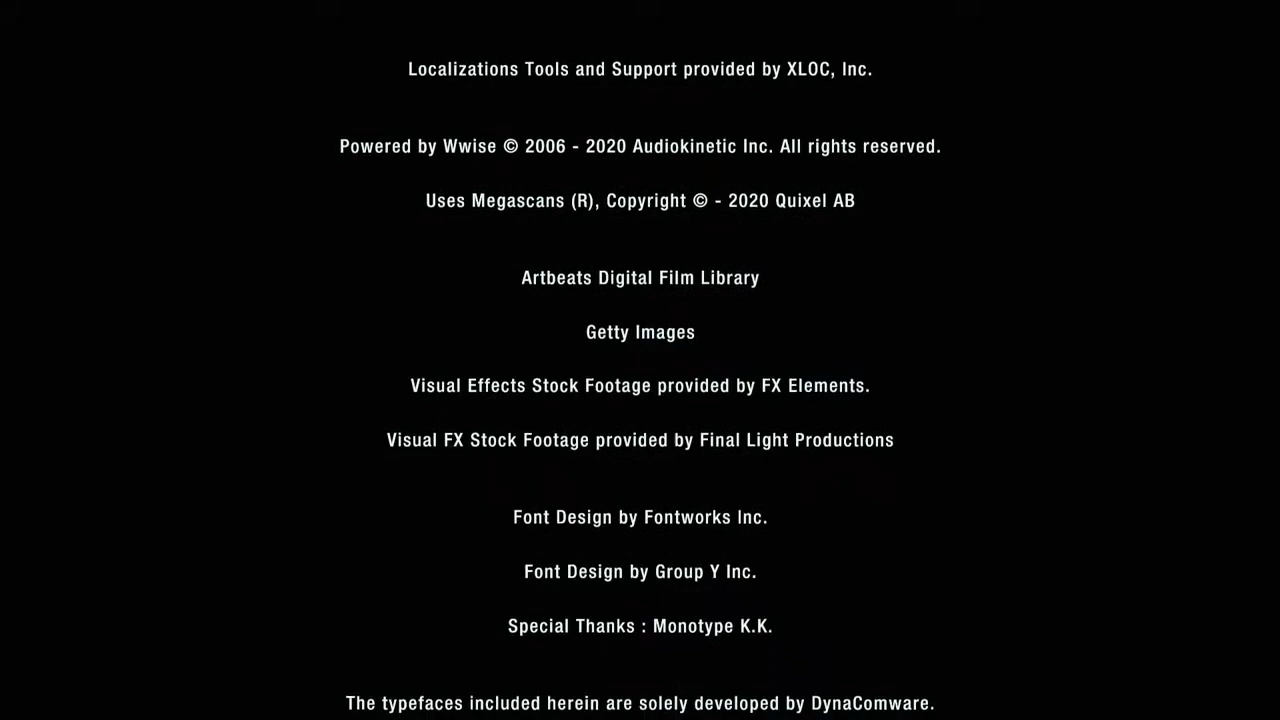 Localizations Tools and Support provided by XLOC, Inc.
Powered by Wwise © 2006 - 2020 Audiokinetic Inc. All rights reserved.
Uses Megascans (R), Copyright © - 2020 Quixel AB
Artbeats Digital Film Library
Getty Images
Visual Effects Stock Footage provided by FX Elements.
Visual FX Stock Footage provided by Final Light Productions
Font Design by Fontworks Inc.
Font Design by Group Y Inc.
Special Thanks : Monotype K.K.
The typefaces included herein are solely developed by DynaComware.